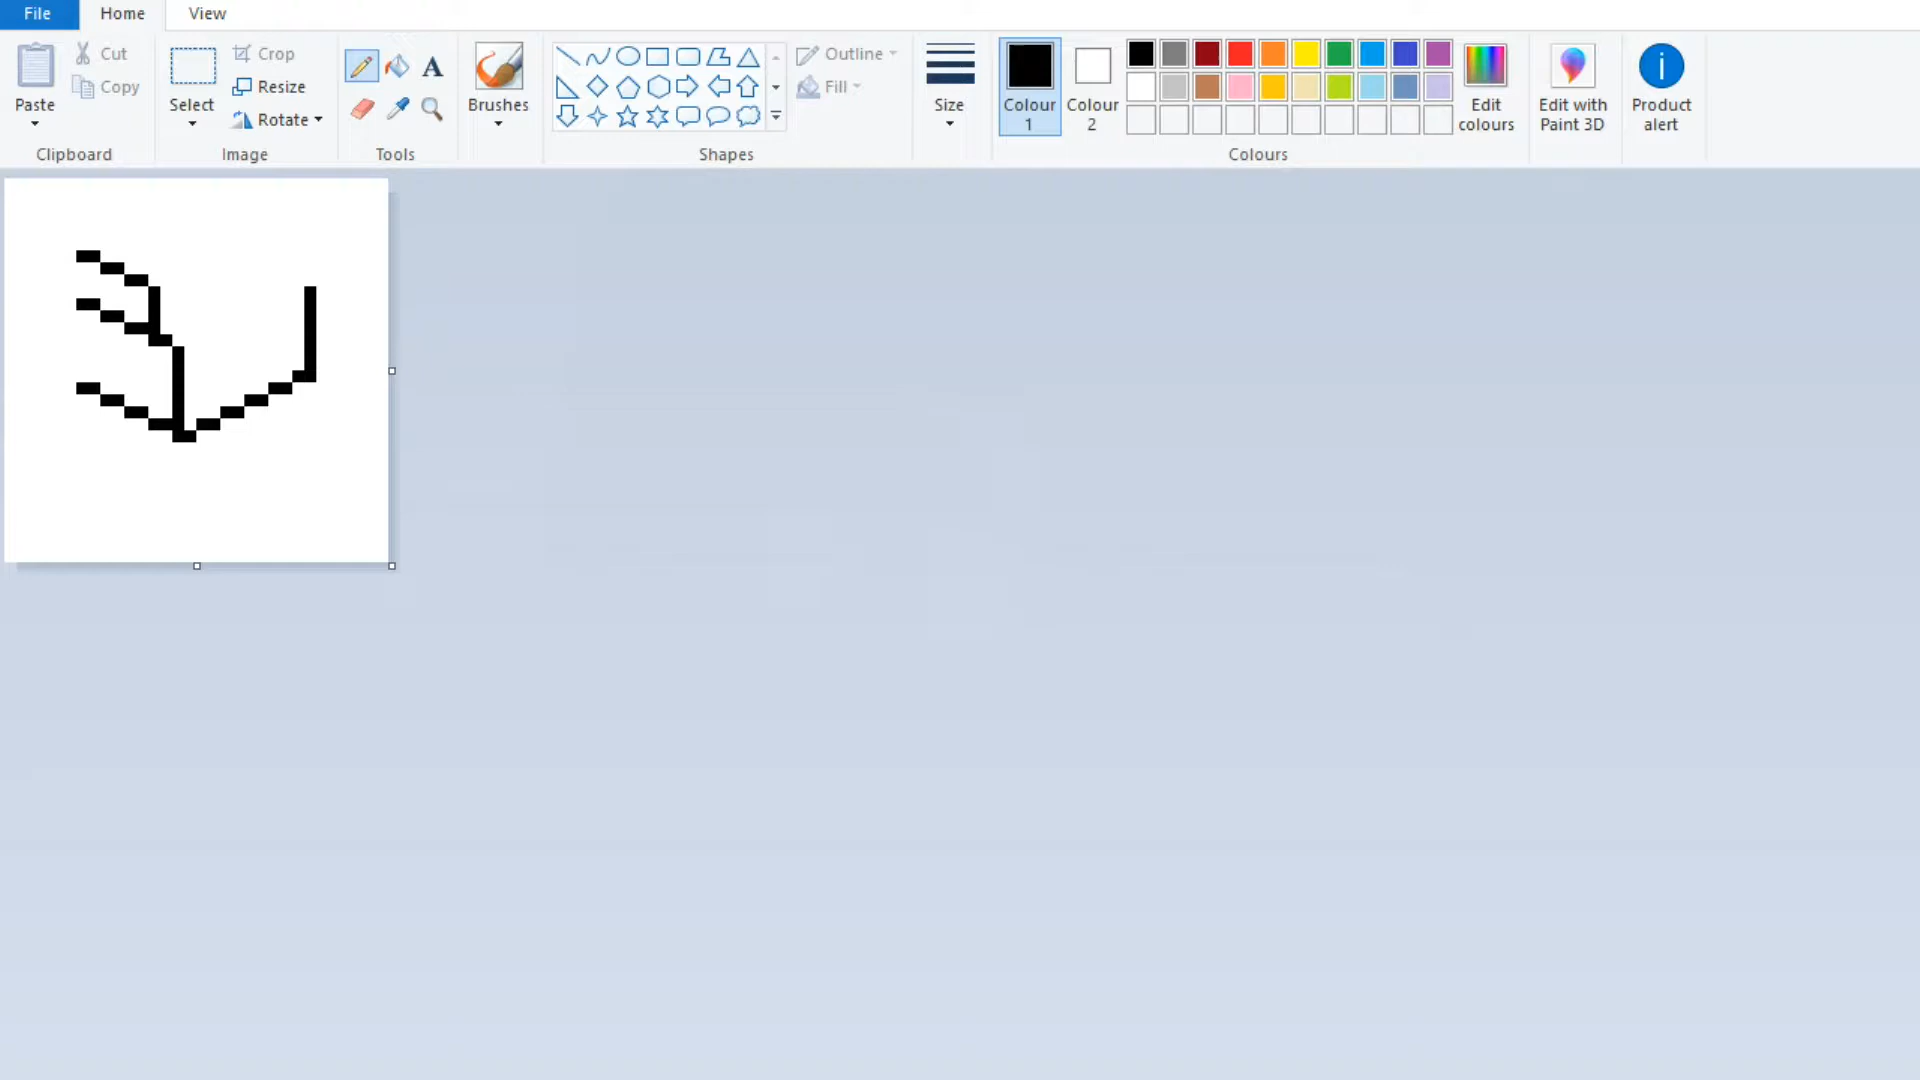 File Home View
Paste Cut Copy Select Crop Resize Rotate A Brushes Outline Fill Size Colour 1 Colour 2 Edit colours Edit with Paint 3D Product alert
Clipboard Image Tools Shapes Colours